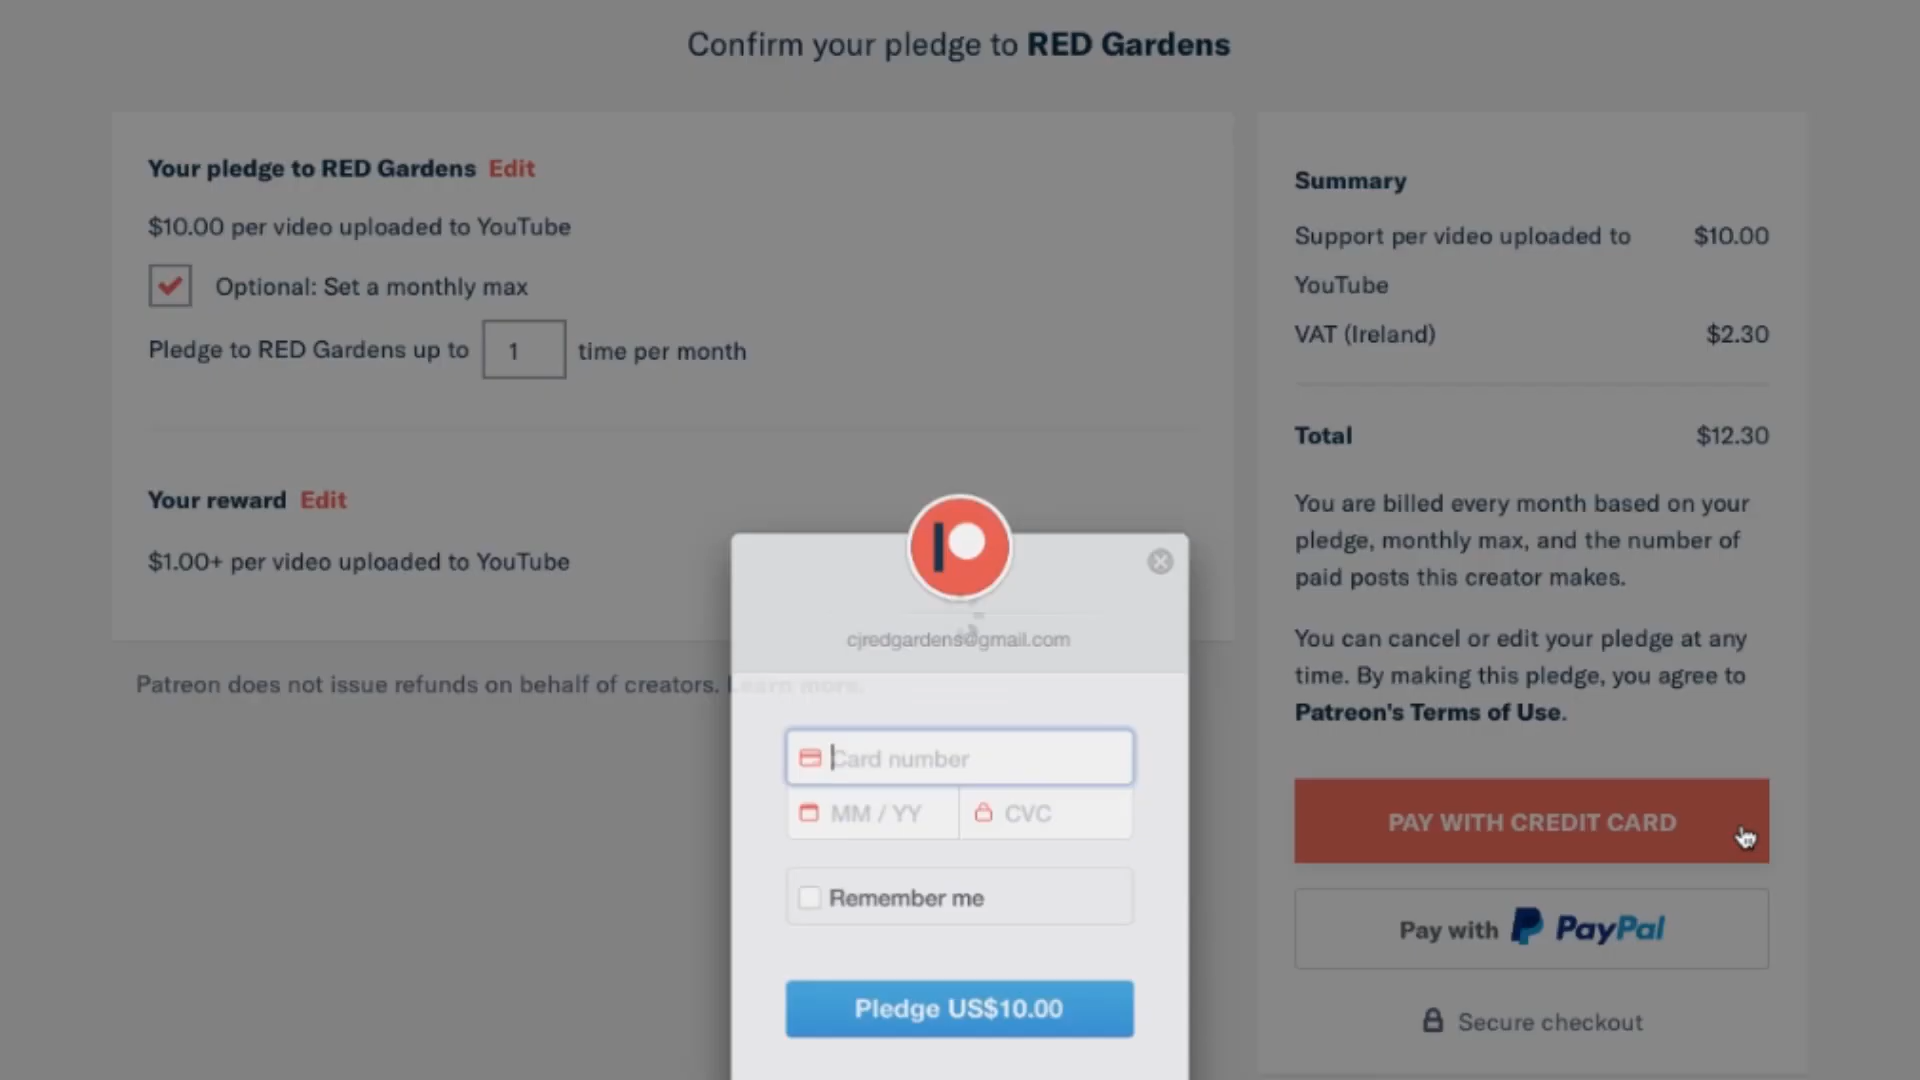 Confirm your pledge to RED Gardens
Your pledge to RED Gardens Edit
$10.00 per video uploaded to YouTube
Optional: Set a monthly max
Pledge to RED Gardens up to 1 time per month
Your reward Edit
$1.00+ per video uploaded to YouTube
Patreon does not issue refunds on behalf of creators. Learn more.
cjredgardens@gmail.com
Card number
MM / YY CVC
Remember me
Pledge US$10.00
Summary
Support per video uploaded to $10.00
YouTube
VAT (Ireland) $2.30
Total $12.30
You are billed every month based on your
pledge, monthly max, and the number of
paid posts this creator makes.
You can cancel or edit your pledge at any
time. By making this pledge, you agree to
Patreon's Terms of Use.
PAY WITH CREDIT CARD
Pay with PayPal
Secure checkout